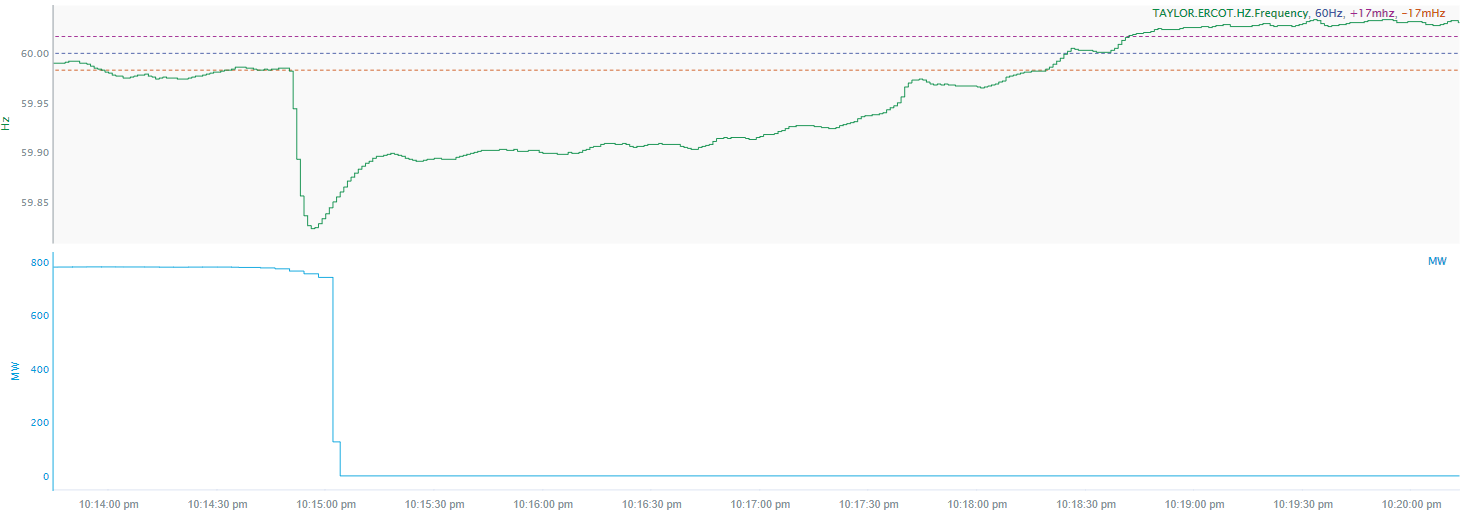 TAYLOR.ERCOT.HZ.Frequency, 60Hz, +17mhz, −17mHz
60.00
59.95
Hz
59.90
59.85
MW
800
600
MW
400
200
0
10:14:00 pm 10:14:30 pm 10:15:00 pm 10:15:30 pm 10:16:00 pm 10:16:30 pm 10:17:00 pm 10:17:30 pm 10:18:00 pm 10:18:30 pm 10:19:00 pm 10:19:30 pm 10:20:00 pm